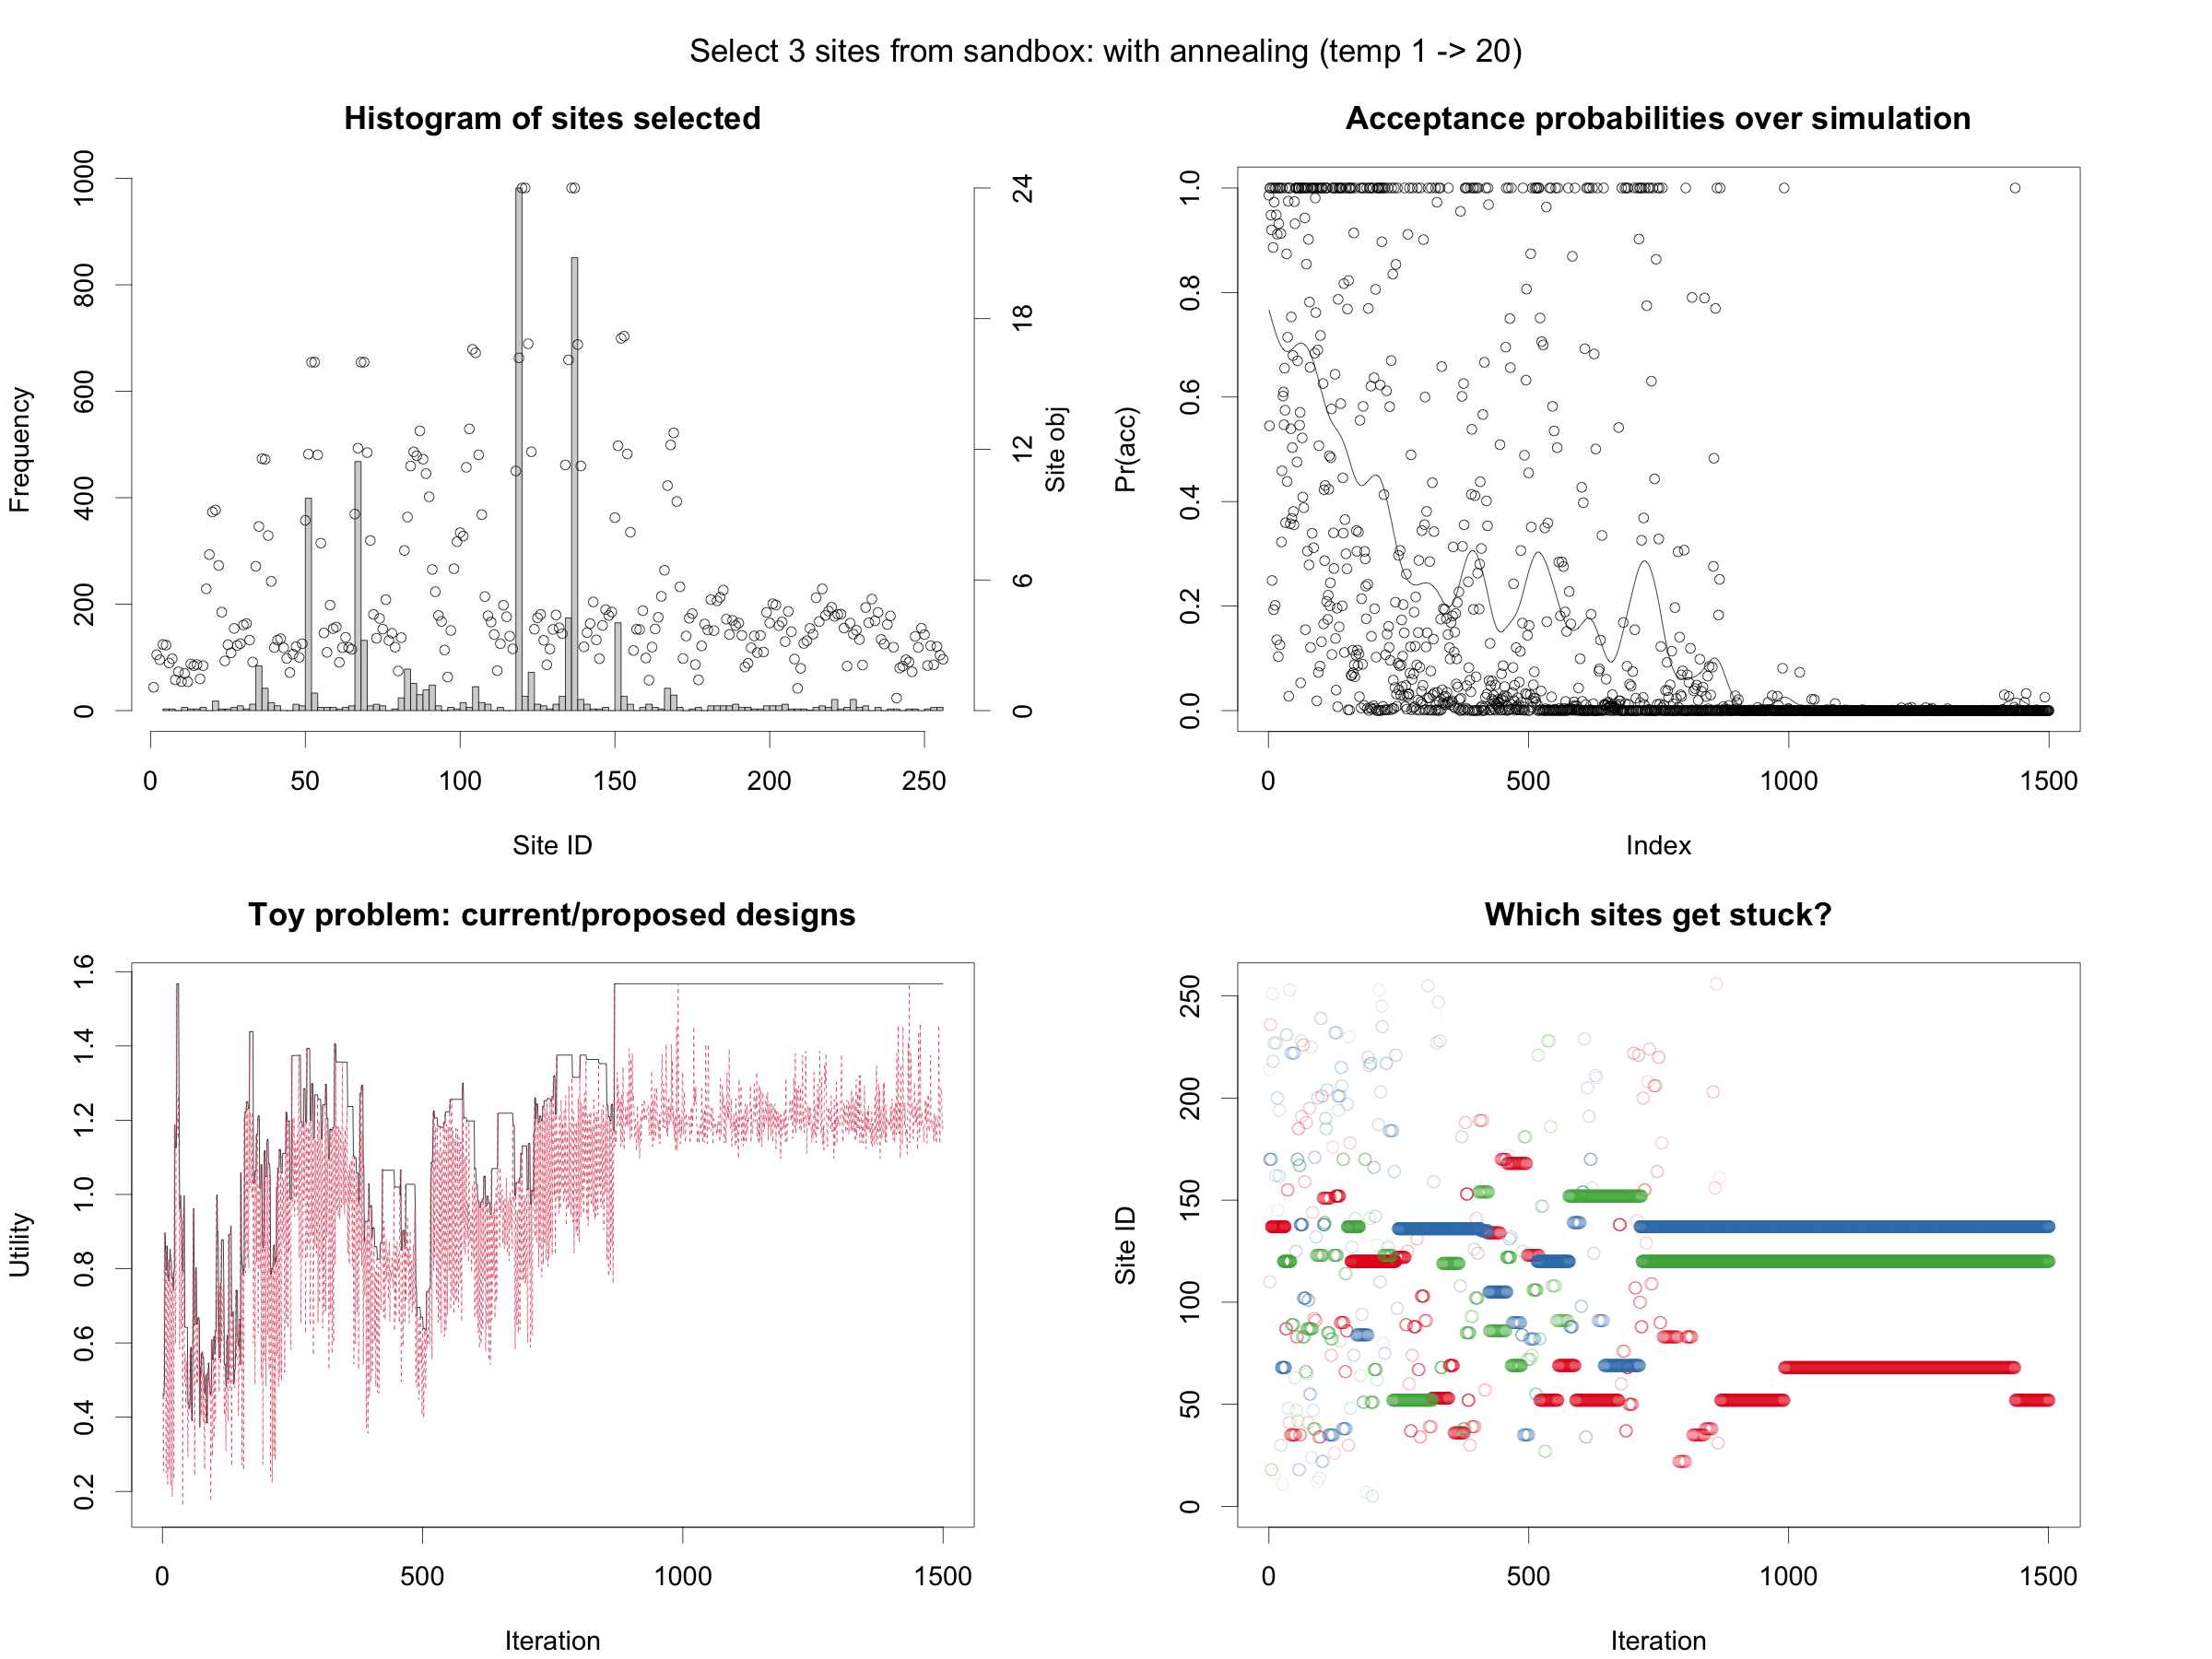 Select 3 sites from sandbox: with annealing (temp 1 -> 20)
Histogram of sites selected
Frequency
0 200 400 600 800 1000
0 6 12 18 24
Site obj
0 50 100 150 200 250
Site ID
Acceptance probabilities over simulation
Pr(acc)
0.0 0.2 0.4 0.6 0.8 1.0
0 500 1000 1500
Index
Toy problem: current/proposed designs
Utility
0.2 0.4 0.6 0.8 1.0 1.2 1.4 1.6
0 500 1000 1500
Iteration
Which sites get stuck?
Site ID
0 50 100 150 200 250
0 500 1000 1500
Iteration